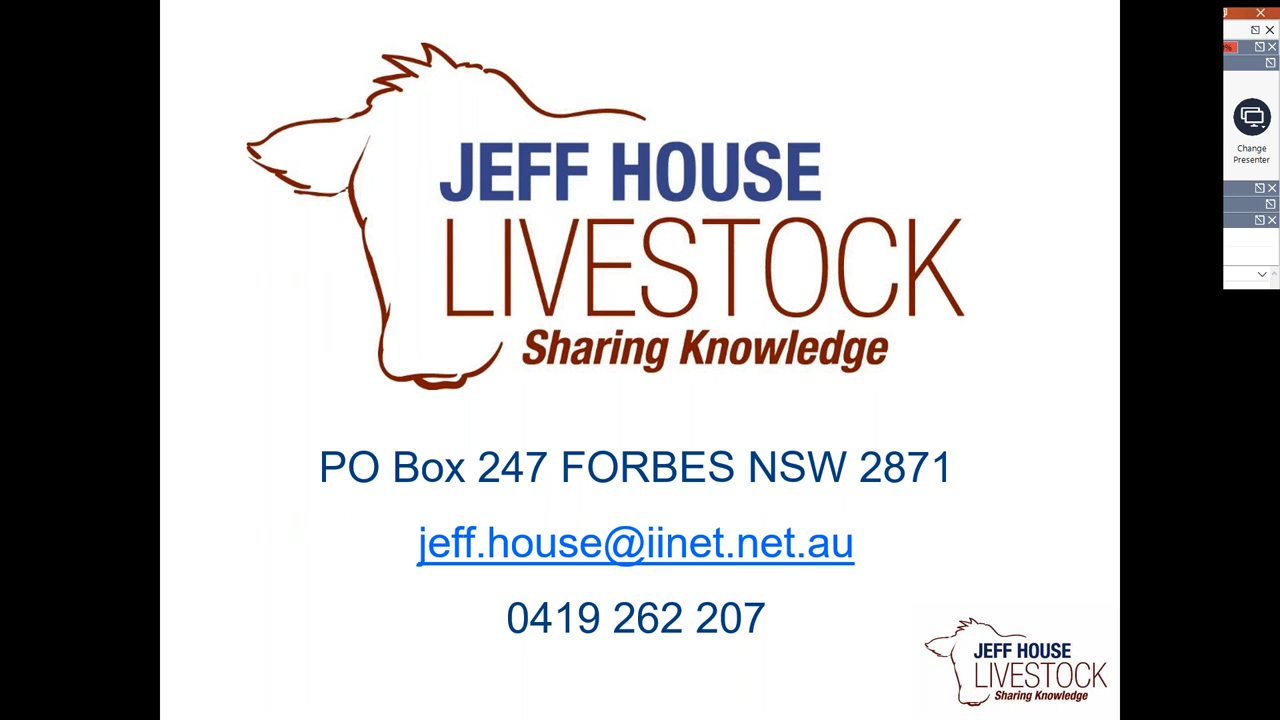 JEFF HOUSE
LIVESTOCK
Sharing Knowledge
PO Box 247 FORBES NSW 2871
jeff.house@iinet.net.au
0419 262 207
JEFF HOUSE
LIVESTOCK
Sharing Knowledge
Change
Presenter